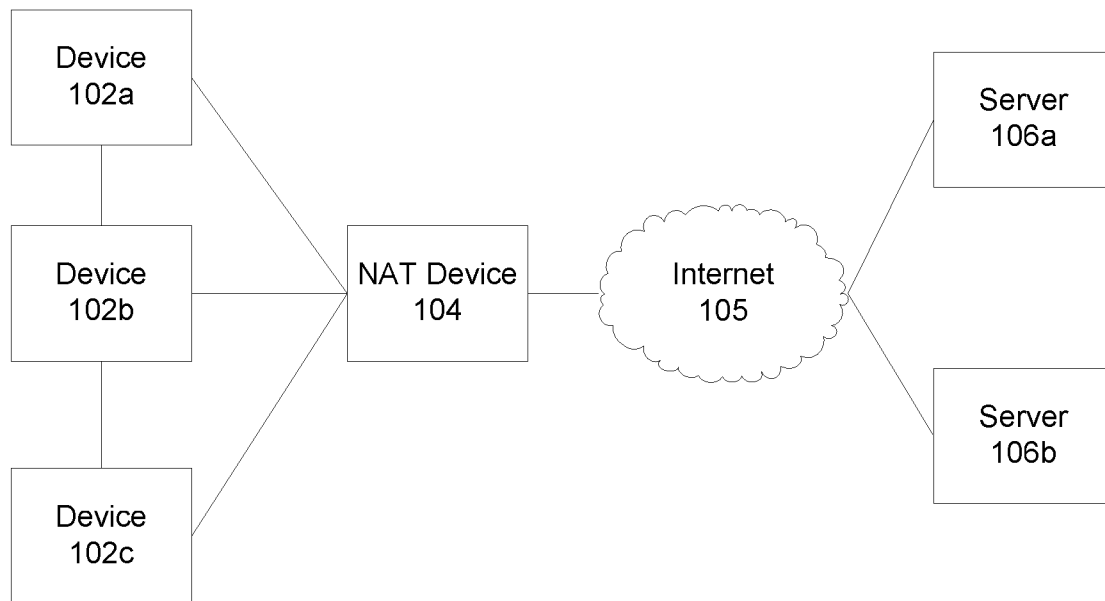 Device
102a
Device
102b
Device
102c
NAT Device
104
Internet
105
Server
106a
Server
106b